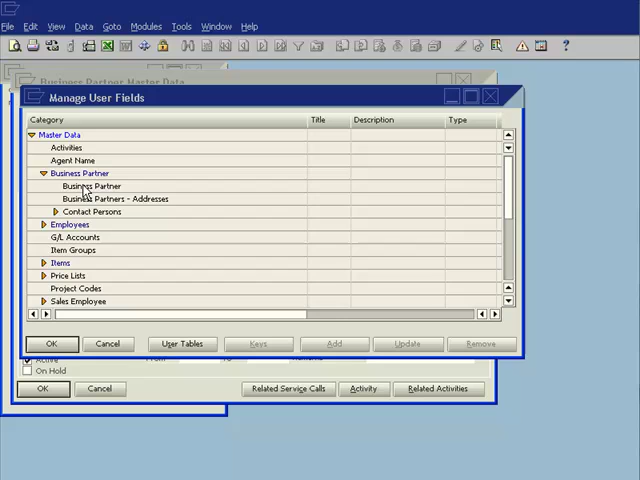 File Edit View Data Goto Modules Tools Window Help
Business Partner Master Data
Manage User Fields
Category Title Description Type
Master Data
Activities
Agent Name
Business Partner
Business Partner
Business Partners - Addresses
Contact Persons
Employees
G/L Accounts
Item Groups
Items
Price Lists
Project Codes
Sales Employee
OK Cancel User Tables Keys Add Update Remove
Active
On Hold
OK Cancel Related Service Calls Activity Related Activities